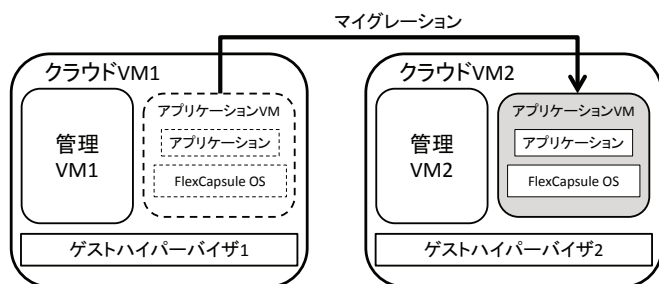 マイグレーション
クラウドVM1
管理
VM1
アプリケーションVM
アプリケーション
FlexCapsule OS
ゲストハイパーバイザ1
クラウドVM2
管理
VM2
アプリケーションVM
アプリケーション
FlexCapsule OS
ゲストハイパーバイザ2